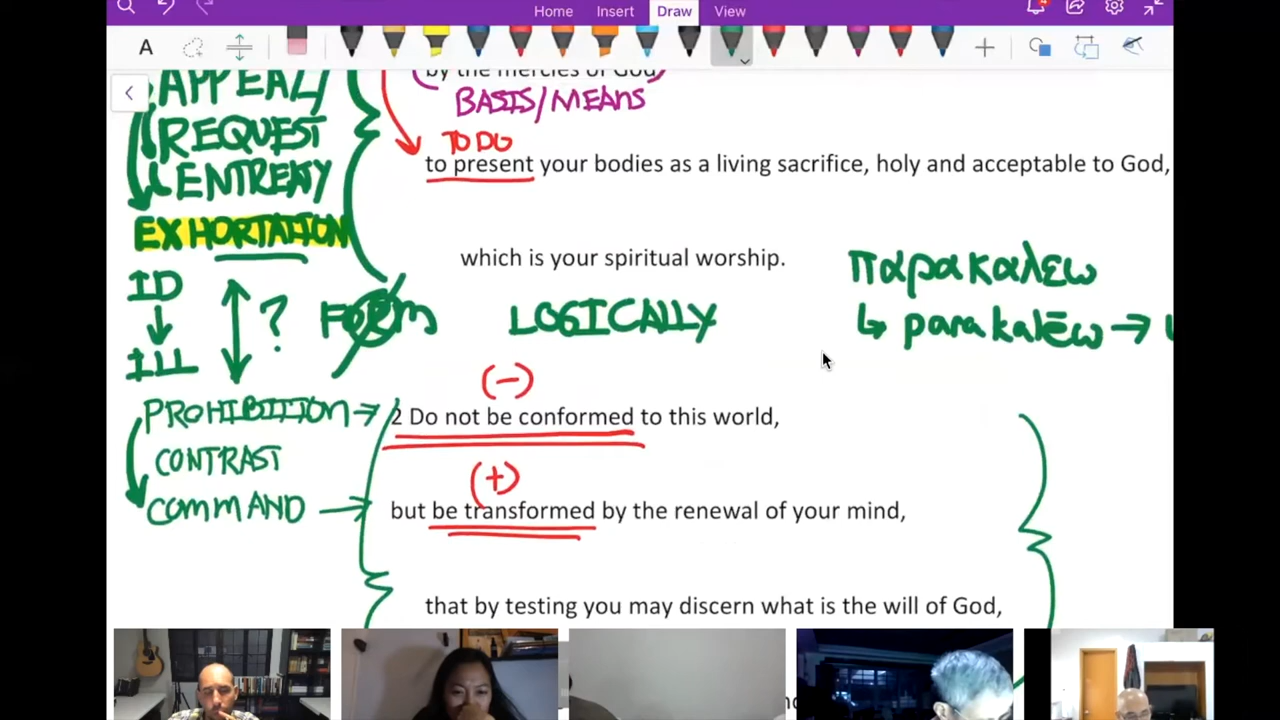 Home Insert Draw View
A
(by the mercies of God)
APPEAL
BASIS/MEANS
REQUEST
TO DO
to present your bodies as a living sacrifice, holy and acceptable to God,
ENTREATY
EXHORTATION
which is your spiritual worship.
παρακαλεω
ID
? FORM LOGICALLY
↳ parakalēω →
ILL
(-)
PROHIBITION → 2 Do not be conformed to this world,
CONTRAST
(+)
COMMAND → but be transformed by the renewal of your mind,
that by testing you may discern what is the will of God,